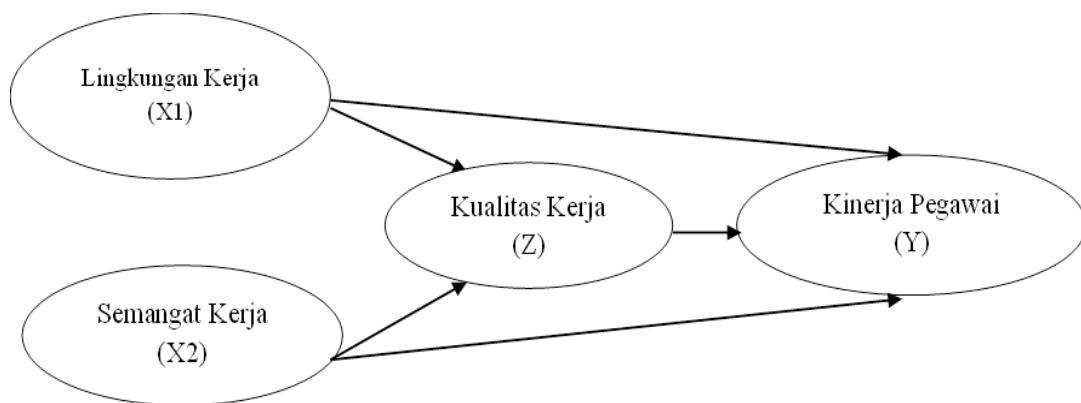 Lingkungan Kerja
(X1)
Kualitas Kerja
(Z)
Kinerja Pegawai
(Y)
Semangat Kerja
(X2)